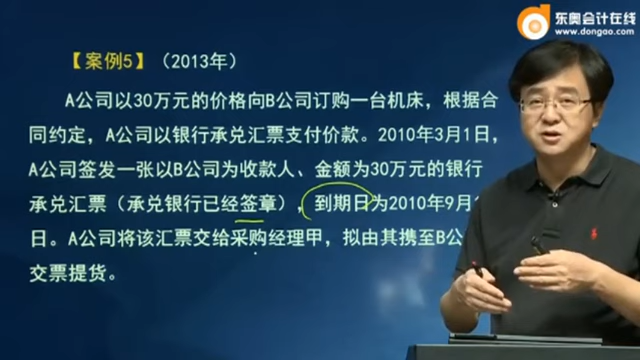 东奥会计在线
www.dongao.com
【案例5】（2013年）
A公司以30万元的价格向B公司订购一台机床，根据合
同约定，A公司以银行承兑汇票支付价款。2010年3月1日，
A公司签发一张以B公司为收款人、金额为30万元的银行
承兑汇票（承兑银行已经签章），到期日为2010年9月
日。A公司将该汇票交给采购经理甲，拟由其携至B公
交票提货。